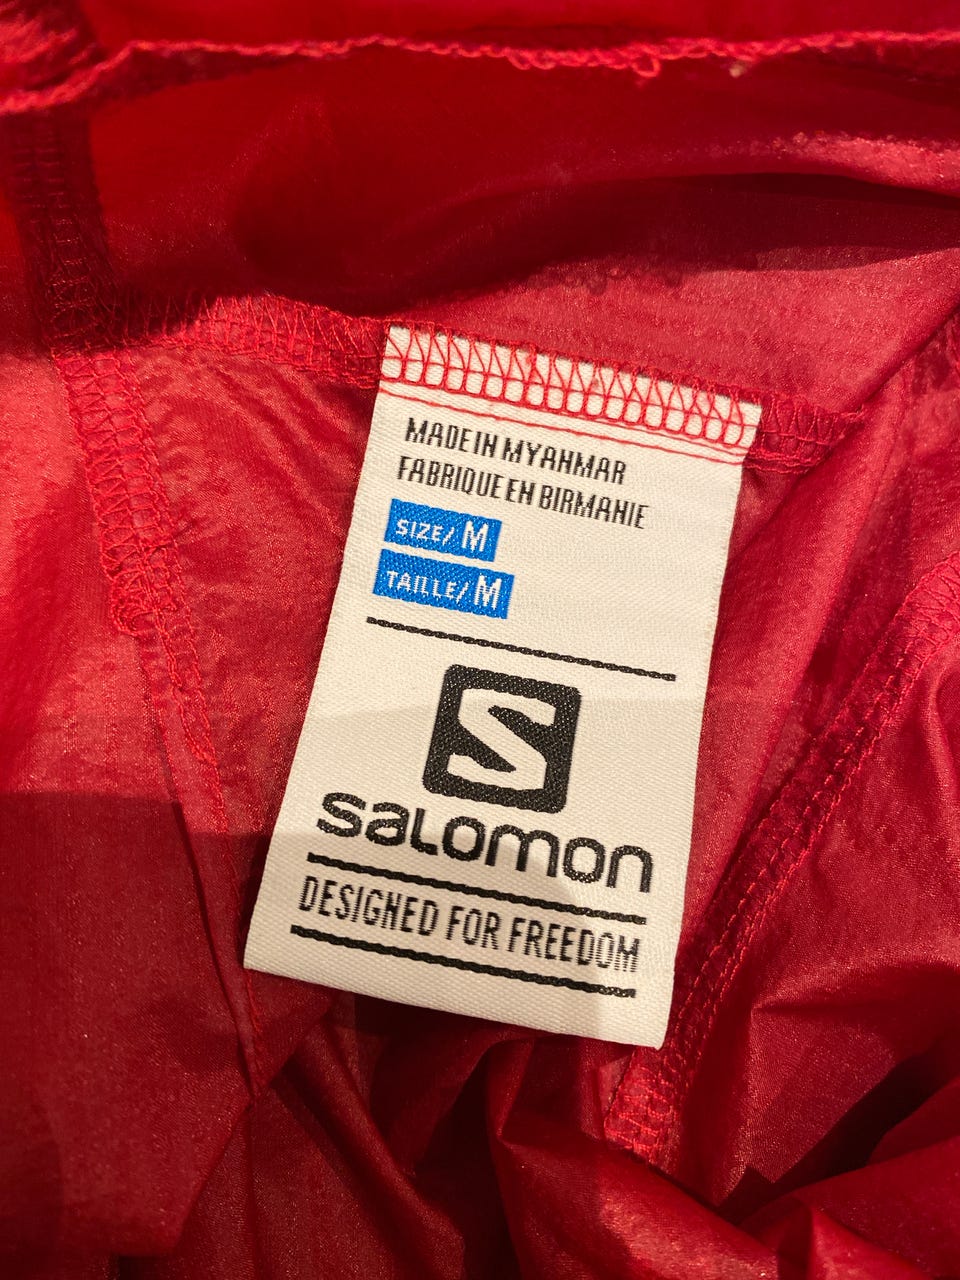 MADE IN MYANMAR
FABRIQUE EN BIRMANIE
SIZE/ M
TAILLE/ M
S
salomon
DESIGNED FOR FREEDOM